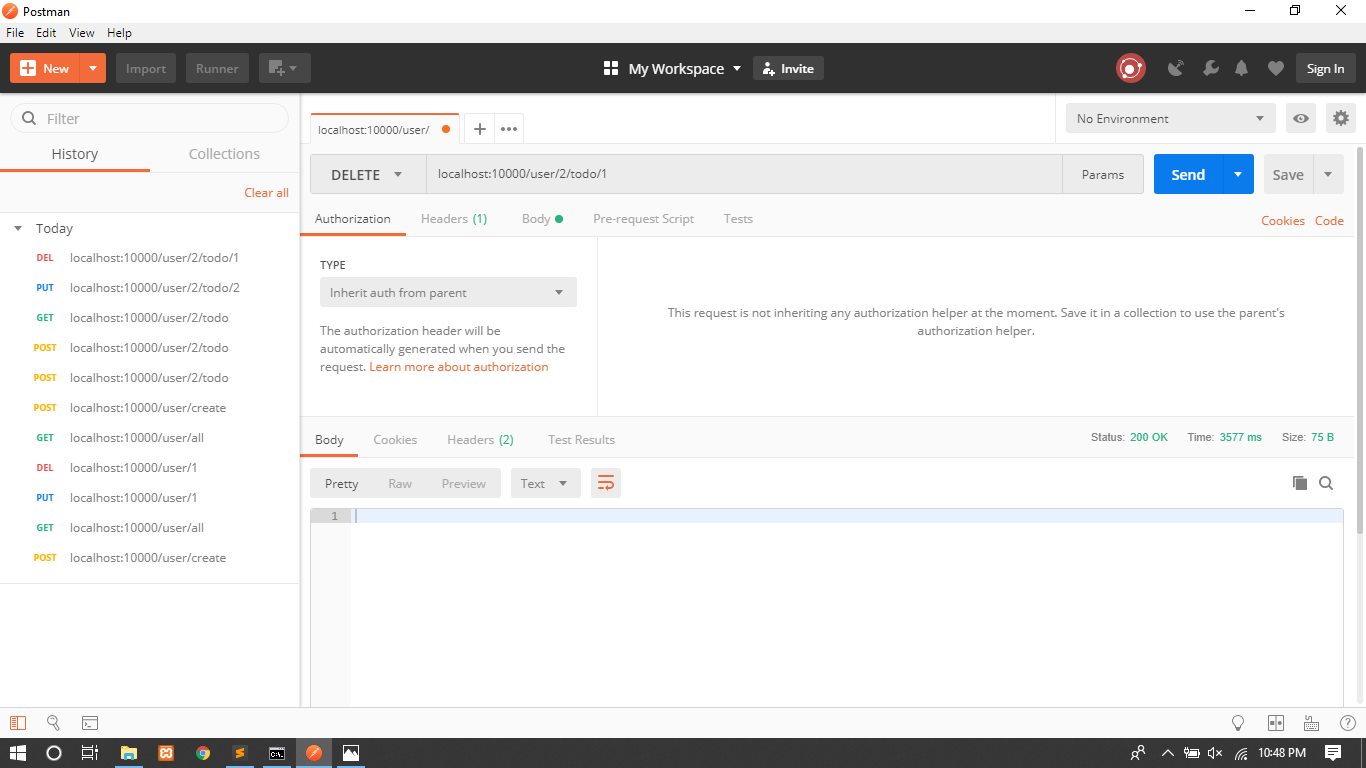 Postman
File Edit View Help
New Import Runner My Workspace Invite Sign In
Filter
History Collections
Clear all
Today
DEL localhost:10000/user/2/todo/1
PUT localhost:10000/user/2/todo/2
GET localhost:10000/user/2/todo
POST localhost:10000/user/2/todo
POST localhost:10000/user/2/todo
POST localhost:10000/user/create
GET localhost:10000/user/all
DEL localhost:10000/user/1
PUT localhost:10000/user/1
GET localhost:10000/user/all
POST localhost:10000/user/create
localhost:10000/user/
No Environment
DELETE localhost:10000/user/2/todo/1 Params Send Save
Authorization Headers (1) Body Pre-request Script Tests Cookies Code
TYPE
Inherit auth from parent
The authorization header will be
automatically generated when you send the
request. Learn more about authorization
This request is not inheriting any authorization helper at the moment. Save it in a collection to use the parent's
authorization helper.
Body Cookies Headers (2) Test Results Status: 200 OK Time: 3577 ms Size: 75 B
Pretty Raw Preview Text
1
10:48 PM